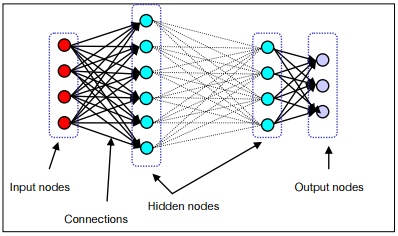 Input nodes
Connections
Hidden nodes
Output nodes